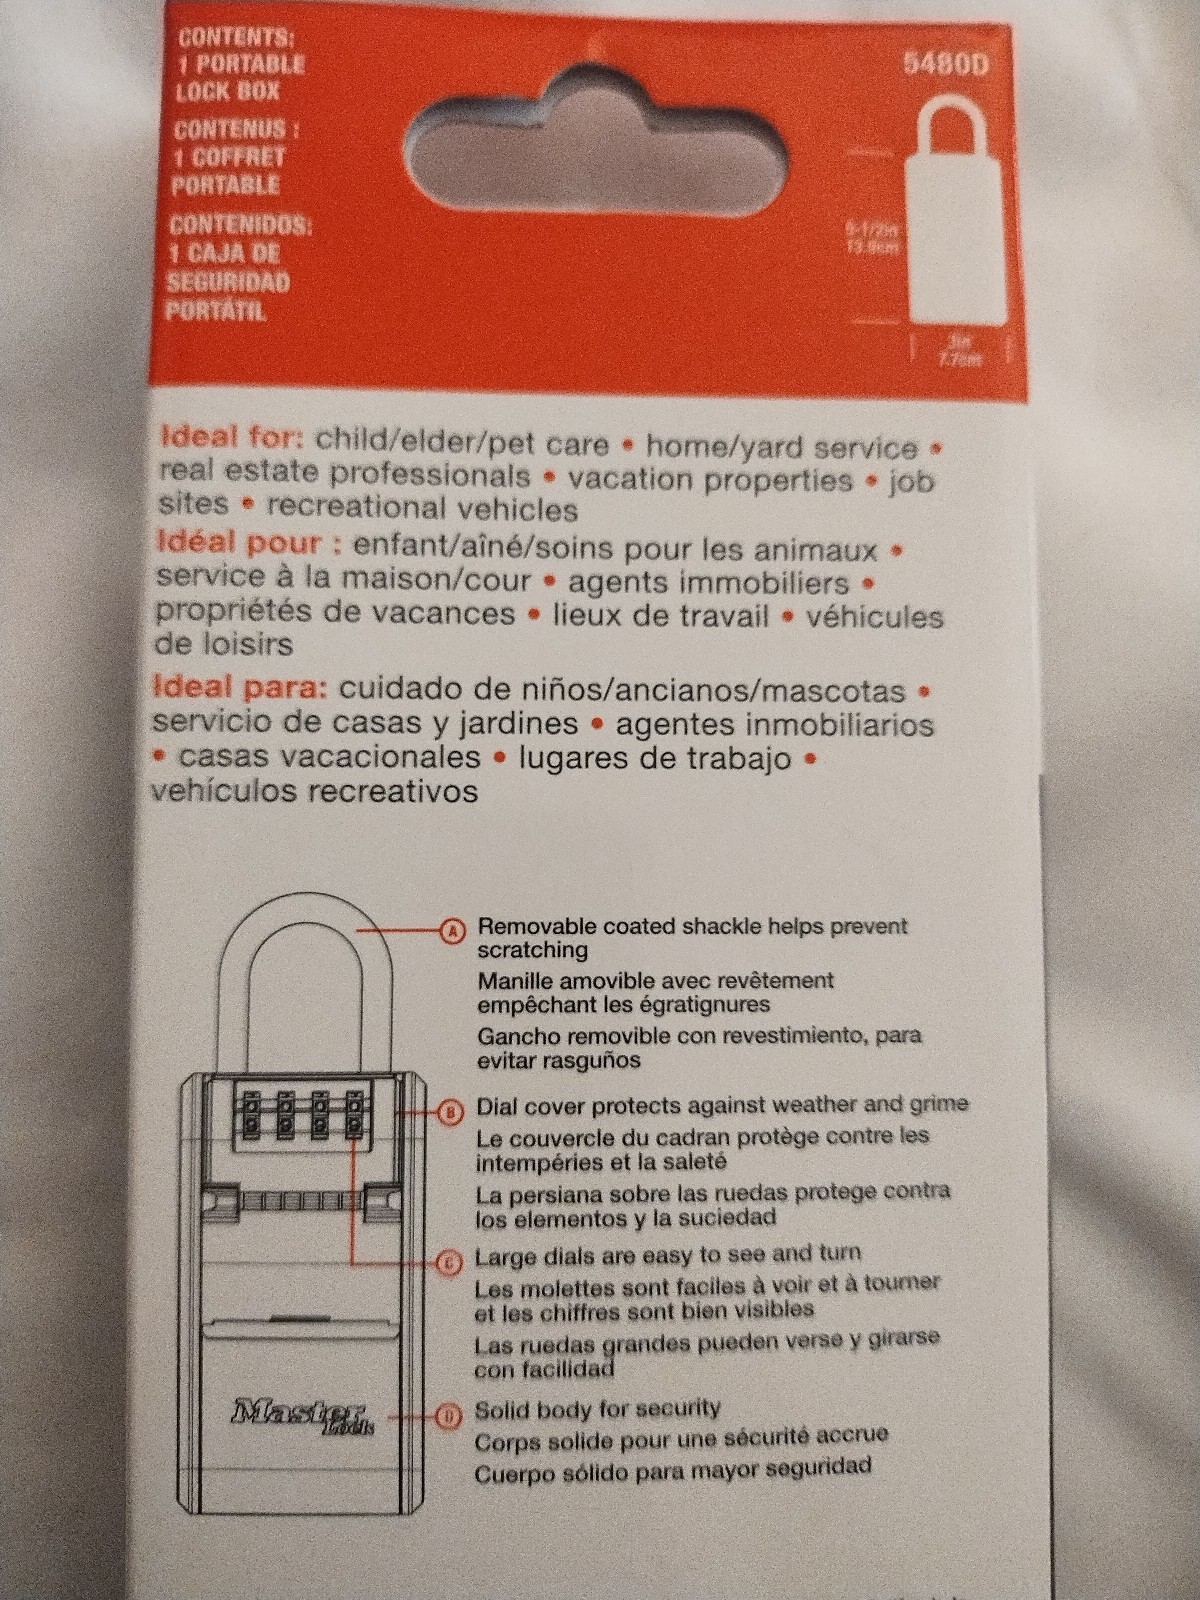 CONTENTS:
1 PORTABLE
LOCK BOX
CONTENUS :
1 COFFRET
PORTABLE
CONTENIDOS:
1 CAJA DE
SEGURIDAD
PORTÁTIL
5480D
3in
7.7cm
Ideal for: child/elder/pet care • home/yard service •
real estate professionals • vacation properties • job
sites • recreational vehicles
Idéal pour : enfant/aîné/soins pour les animaux •
service à la maison/cour • agents immobiliers •
propriétés de vacances • lieux de travail • véhicules
de loisirs
Ideal para: cuidado de niños/ancianos/mascotas •
servicio de casas y jardines • agentes inmobiliarios
• casas vacacionales • lugares de trabajo •
vehículos recreativos
A Removable coated shackle helps prevent
scratching
Manille amovible avec revêtement
empêchant les égratignures
Gancho removible con revestimiento, para
evitar rasguños
B Dial cover protects against weather and grime
Le couvercle du cadran protège contre les
intempéries et la saleté
La persiana sobre las ruedas protege contra
los elementos y la suciedad
C Large dials are easy to see and turn
Les molettes sont faciles à voir et à tourner
et les chiffres sont bien visibles
Las ruedas grandes pueden verse y girarse
con facilidad
Master Lock
D Solid body for security
Corps solide pour une sécurité accrue
Cuerpo sólido para mayor seguridad